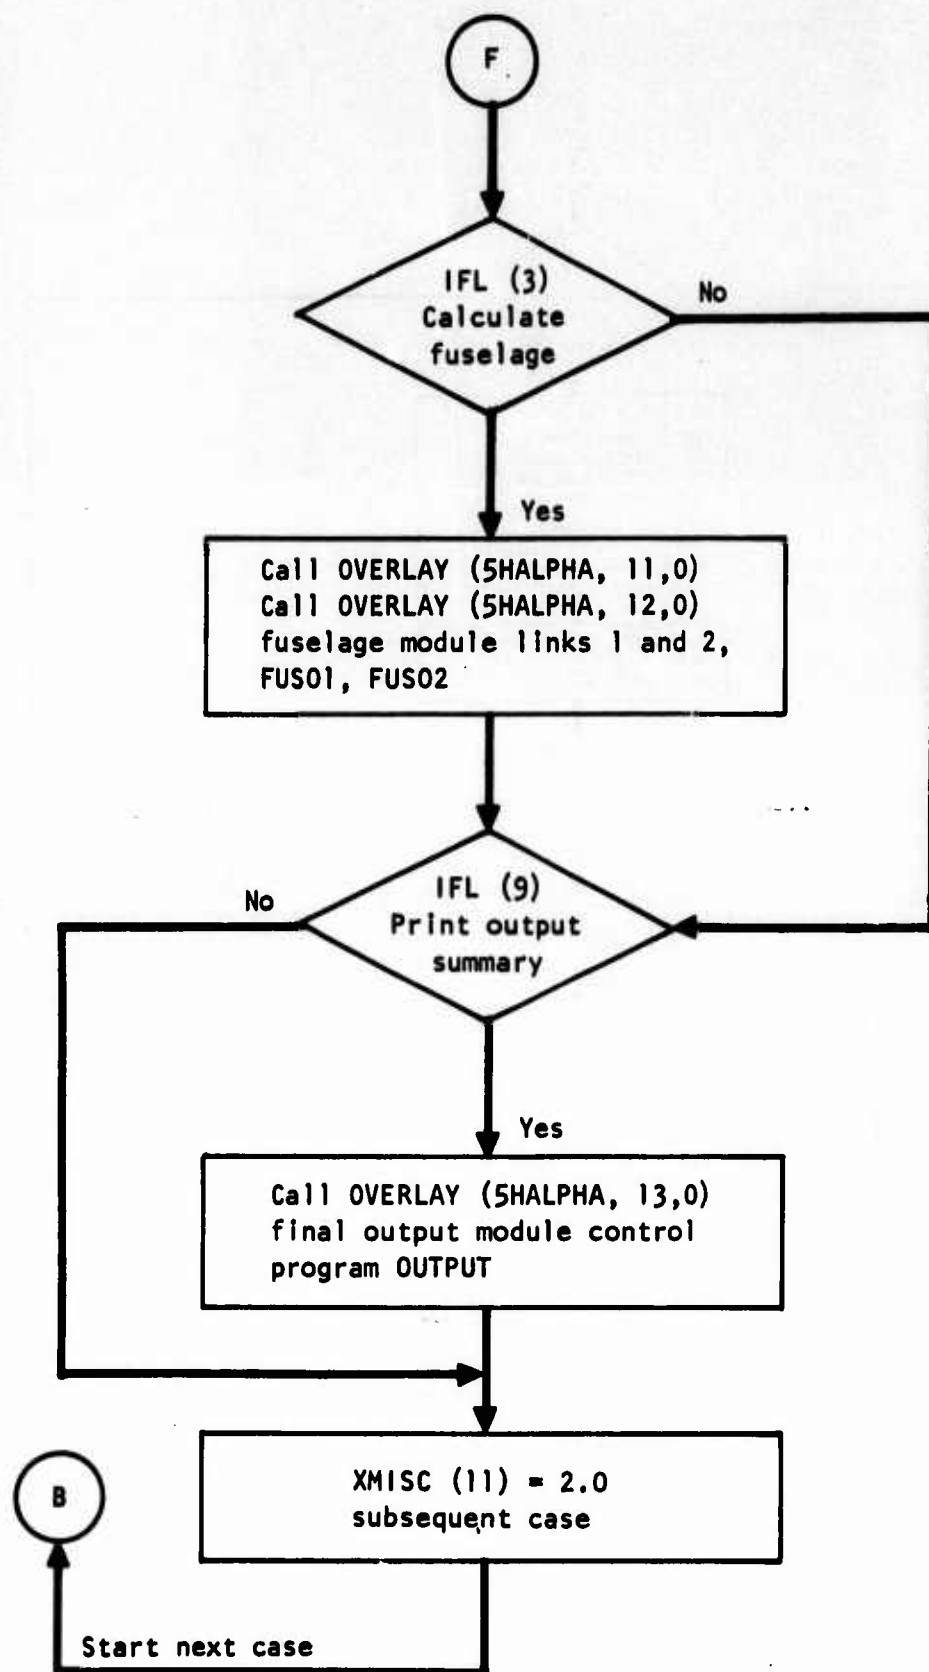 F
IFL (3)
Calculate
fuselage
No
Yes
Call OVERLAY (5HALPHA, 11,0)
Call OVERLAY (5HALPHA, 12,0)
fuselage module links 1 and 2,
FUSO1, FUSO2
IFL (9)
Print output
summary
No
Yes
Call OVERLAY (5HALPHA, 13,0)
final output module control
program OUTPUT
XMISC (11) = 2.0
subsequent case
B
Start next case